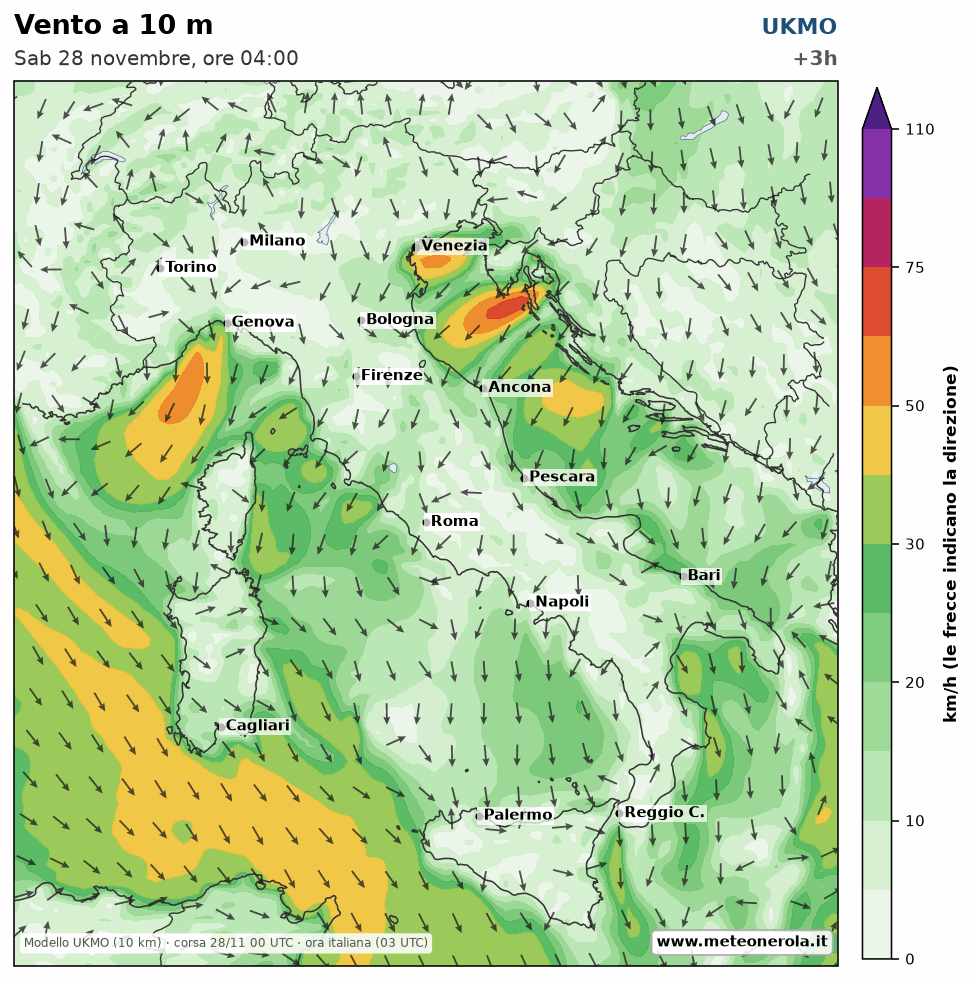 Vento a 10 m
UKMO
Sab 28 novembre, ore 04:00
+3h
110
75
50
30
20
10
0
km/h (le frecce indicano la direzione)
Venezia
Milano
Torino
Genova
Bologna
Firenze
Ancona
Pescara
Roma
Bari
Napoli
Cagliari
Palermo
Reggio C.
Modello UKMO (10 km) · corsa 28/11 00 UTC · ora italiana (03 UTC)
www.meteonerola.it